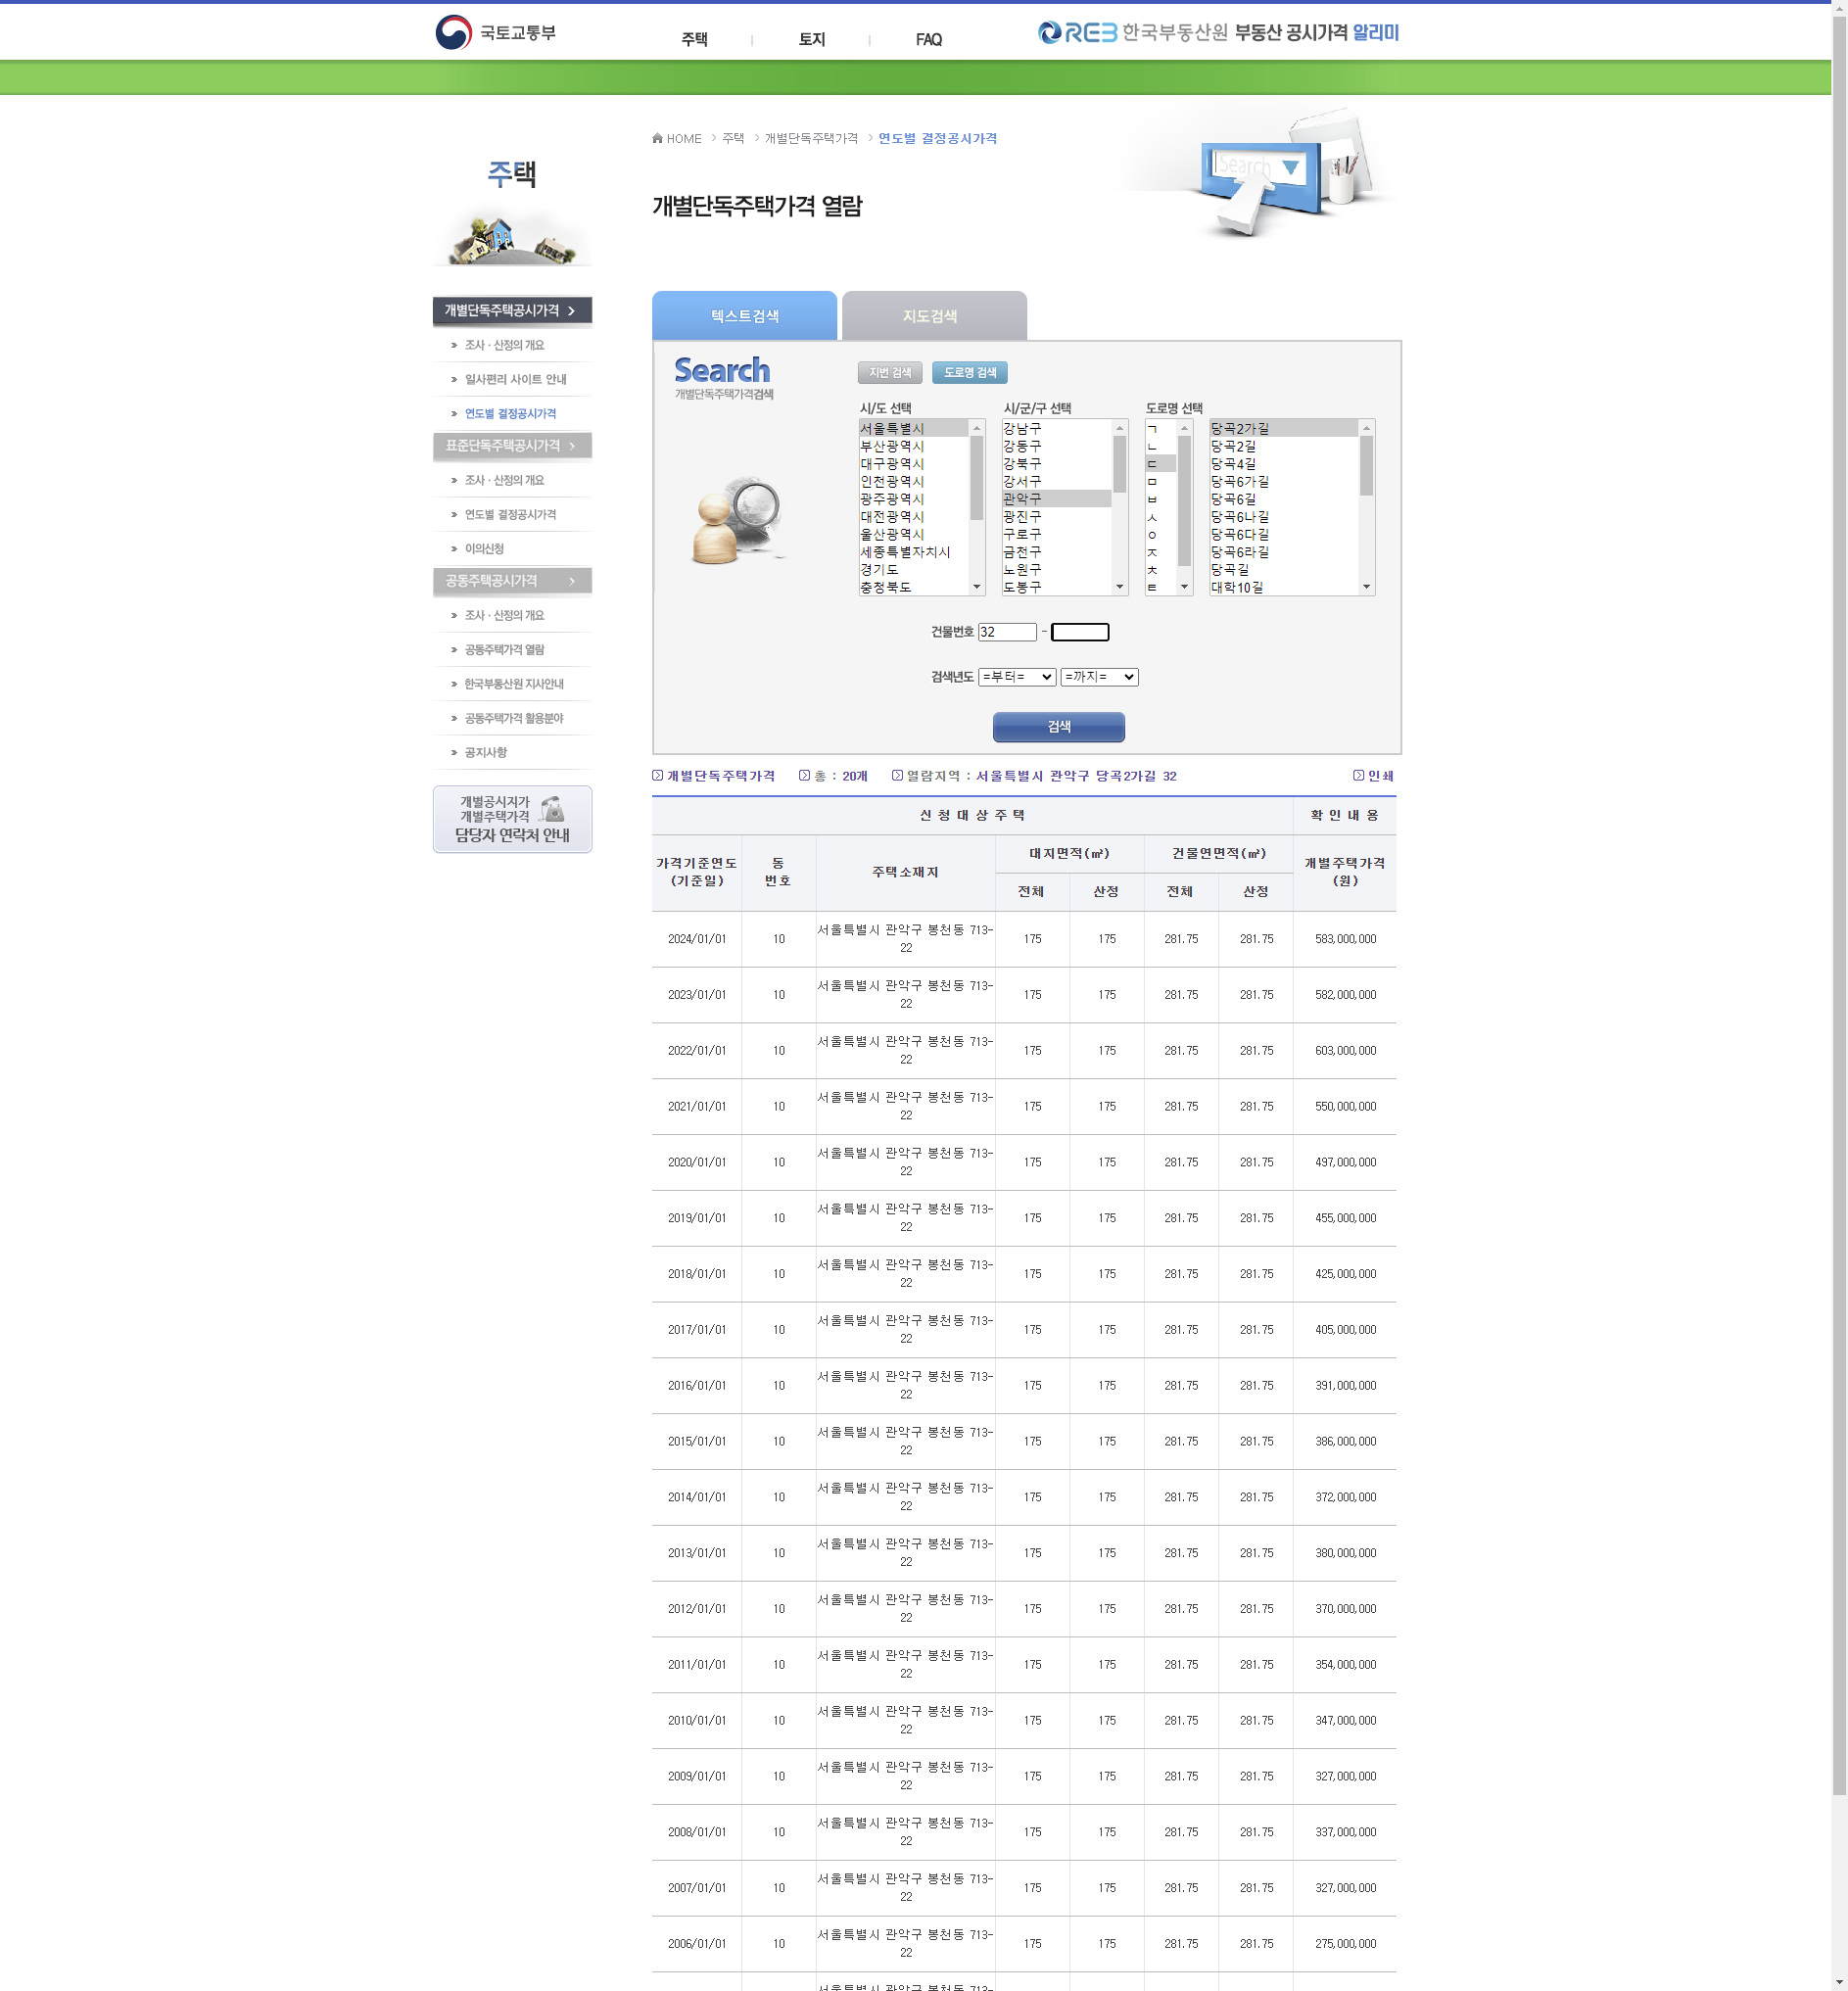 국토교통부
주택
토지
FAQ
REB 한국부동산원 부동산 공시가격 알리미
HOME > 주택 > 개별단독주택가격 > 연도별 결정공시가격
주택
개별단독주택가격 열람
Search
개별단독주택공시가격
조사 · 산정의 개요
일사편리 사이트 안내
연도별 결정공시가격
표준단독주택공시가격
조사 · 산정의 개요
연도별 결정공시가격
이의신청
공동주택공시가격
조사 · 산정의 개요
공동주택가격 열람
한국부동산원 지사안내
공동주택가격 활용분야
공지사항
개별공시지가
개별주택가격
담당자 연락처 안내
텍스트검색
지도검색
Search
개별단독주택가격검색
지번 검색
도로명 검색
시/도 선택
서울특별시
부산광역시
대구광역시
인천광역시
광주광역시
대전광역시
울산광역시
세종특별자치시
경기도
충청북도
시/군/구 선택
강남구
강동구
강북구
강서구
관악구
광진구
구로구
금천구
노원구
도봉구
도로명 선택
ㄱ
ㄴ
ㄷ
ㅁ
ㅂ
ㅅ
ㅇ
ㅈ
ㅊ
ㅌ
당곡2가길
당곡2길
당곡4길
당곡6가길
당곡6길
당곡6나길
당곡6다길
당곡6라길
당곡길
대학10길
건물번호 32 -
검색년도 =부터= =까지=
검색
개별단독주택가격 총 : 20개 열람지역 : 서울특별시 관악구 당곡2가길 32 인쇄
신 청 대 상 주 택 확 인 내 용
가격기준연도
(기준일)
동
번호
주택소재지
대지면적(㎡) 건물연면적(㎡)
개별주택가격
(원)
전체 산정 전체 산정
2024/01/01 10 서울특별시 관악구 봉천동 713-22 175 175 281.75 281.75 583,000,000
2023/01/01 10 서울특별시 관악구 봉천동 713-22 175 175 281.75 281.75 582,000,000
2022/01/01 10 서울특별시 관악구 봉천동 713-22 175 175 281.75 281.75 603,000,000
2021/01/01 10 서울특별시 관악구 봉천동 713-22 175 175 281.75 281.75 550,000,000
2020/01/01 10 서울특별시 관악구 봉천동 713-22 175 175 281.75 281.75 497,000,000
2019/01/01 10 서울특별시 관악구 봉천동 713-22 175 175 281.75 281.75 455,000,000
2018/01/01 10 서울특별시 관악구 봉천동 713-22 175 175 281.75 281.75 425,000,000
2017/01/01 10 서울특별시 관악구 봉천동 713-22 175 175 281.75 281.75 405,000,000
2016/01/01 10 서울특별시 관악구 봉천동 713-22 175 175 281.75 281.75 391,000,000
2015/01/01 10 서울특별시 관악구 봉천동 713-22 175 175 281.75 281.75 386,000,000
2014/01/01 10 서울특별시 관악구 봉천동 713-22 175 175 281.75 281.75 372,000,000
2013/01/01 10 서울특별시 관악구 봉천동 713-22 175 175 281.75 281.75 380,000,000
2012/01/01 10 서울특별시 관악구 봉천동 713-22 175 175 281.75 281.75 370,000,000
2011/01/01 10 서울특별시 관악구 봉천동 713-22 175 175 281.75 281.75 354,000,000
2010/01/01 10 서울특별시 관악구 봉천동 713-22 175 175 281.75 281.75 347,000,000
2009/01/01 10 서울특별시 관악구 봉천동 713-22 175 175 281.75 281.75 327,000,000
2008/01/01 10 서울특별시 관악구 봉천동 713-22 175 175 281.75 281.75 337,000,000
2007/01/01 10 서울특별시 관악구 봉천동 713-22 175 175 281.75 281.75 327,000,000
2006/01/01 10 서울특별시 관악구 봉천동 713-22 175 175 281.75 281.75 275,000,000
서울특별시 관악구 봉천동 713-